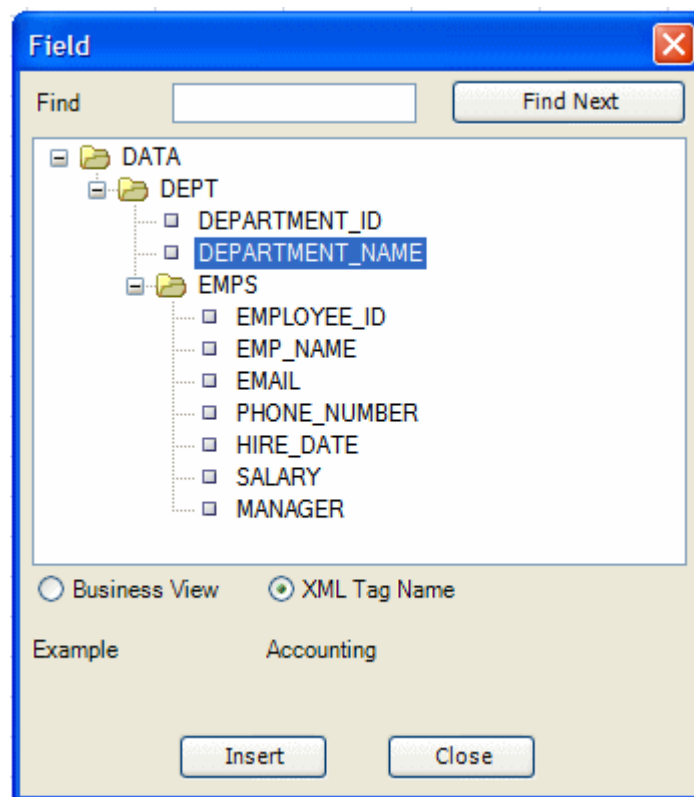 Field
Find Find Next
DATA
DEPT
DEPARTMENT_ID
DEPARTMENT_NAME
EMPS
EMPLOYEE_ID
EMP_NAME
EMAIL
PHONE_NUMBER
HIRE_DATE
SALARY
MANAGER
Business View XML Tag Name
Example Accounting
Insert Close